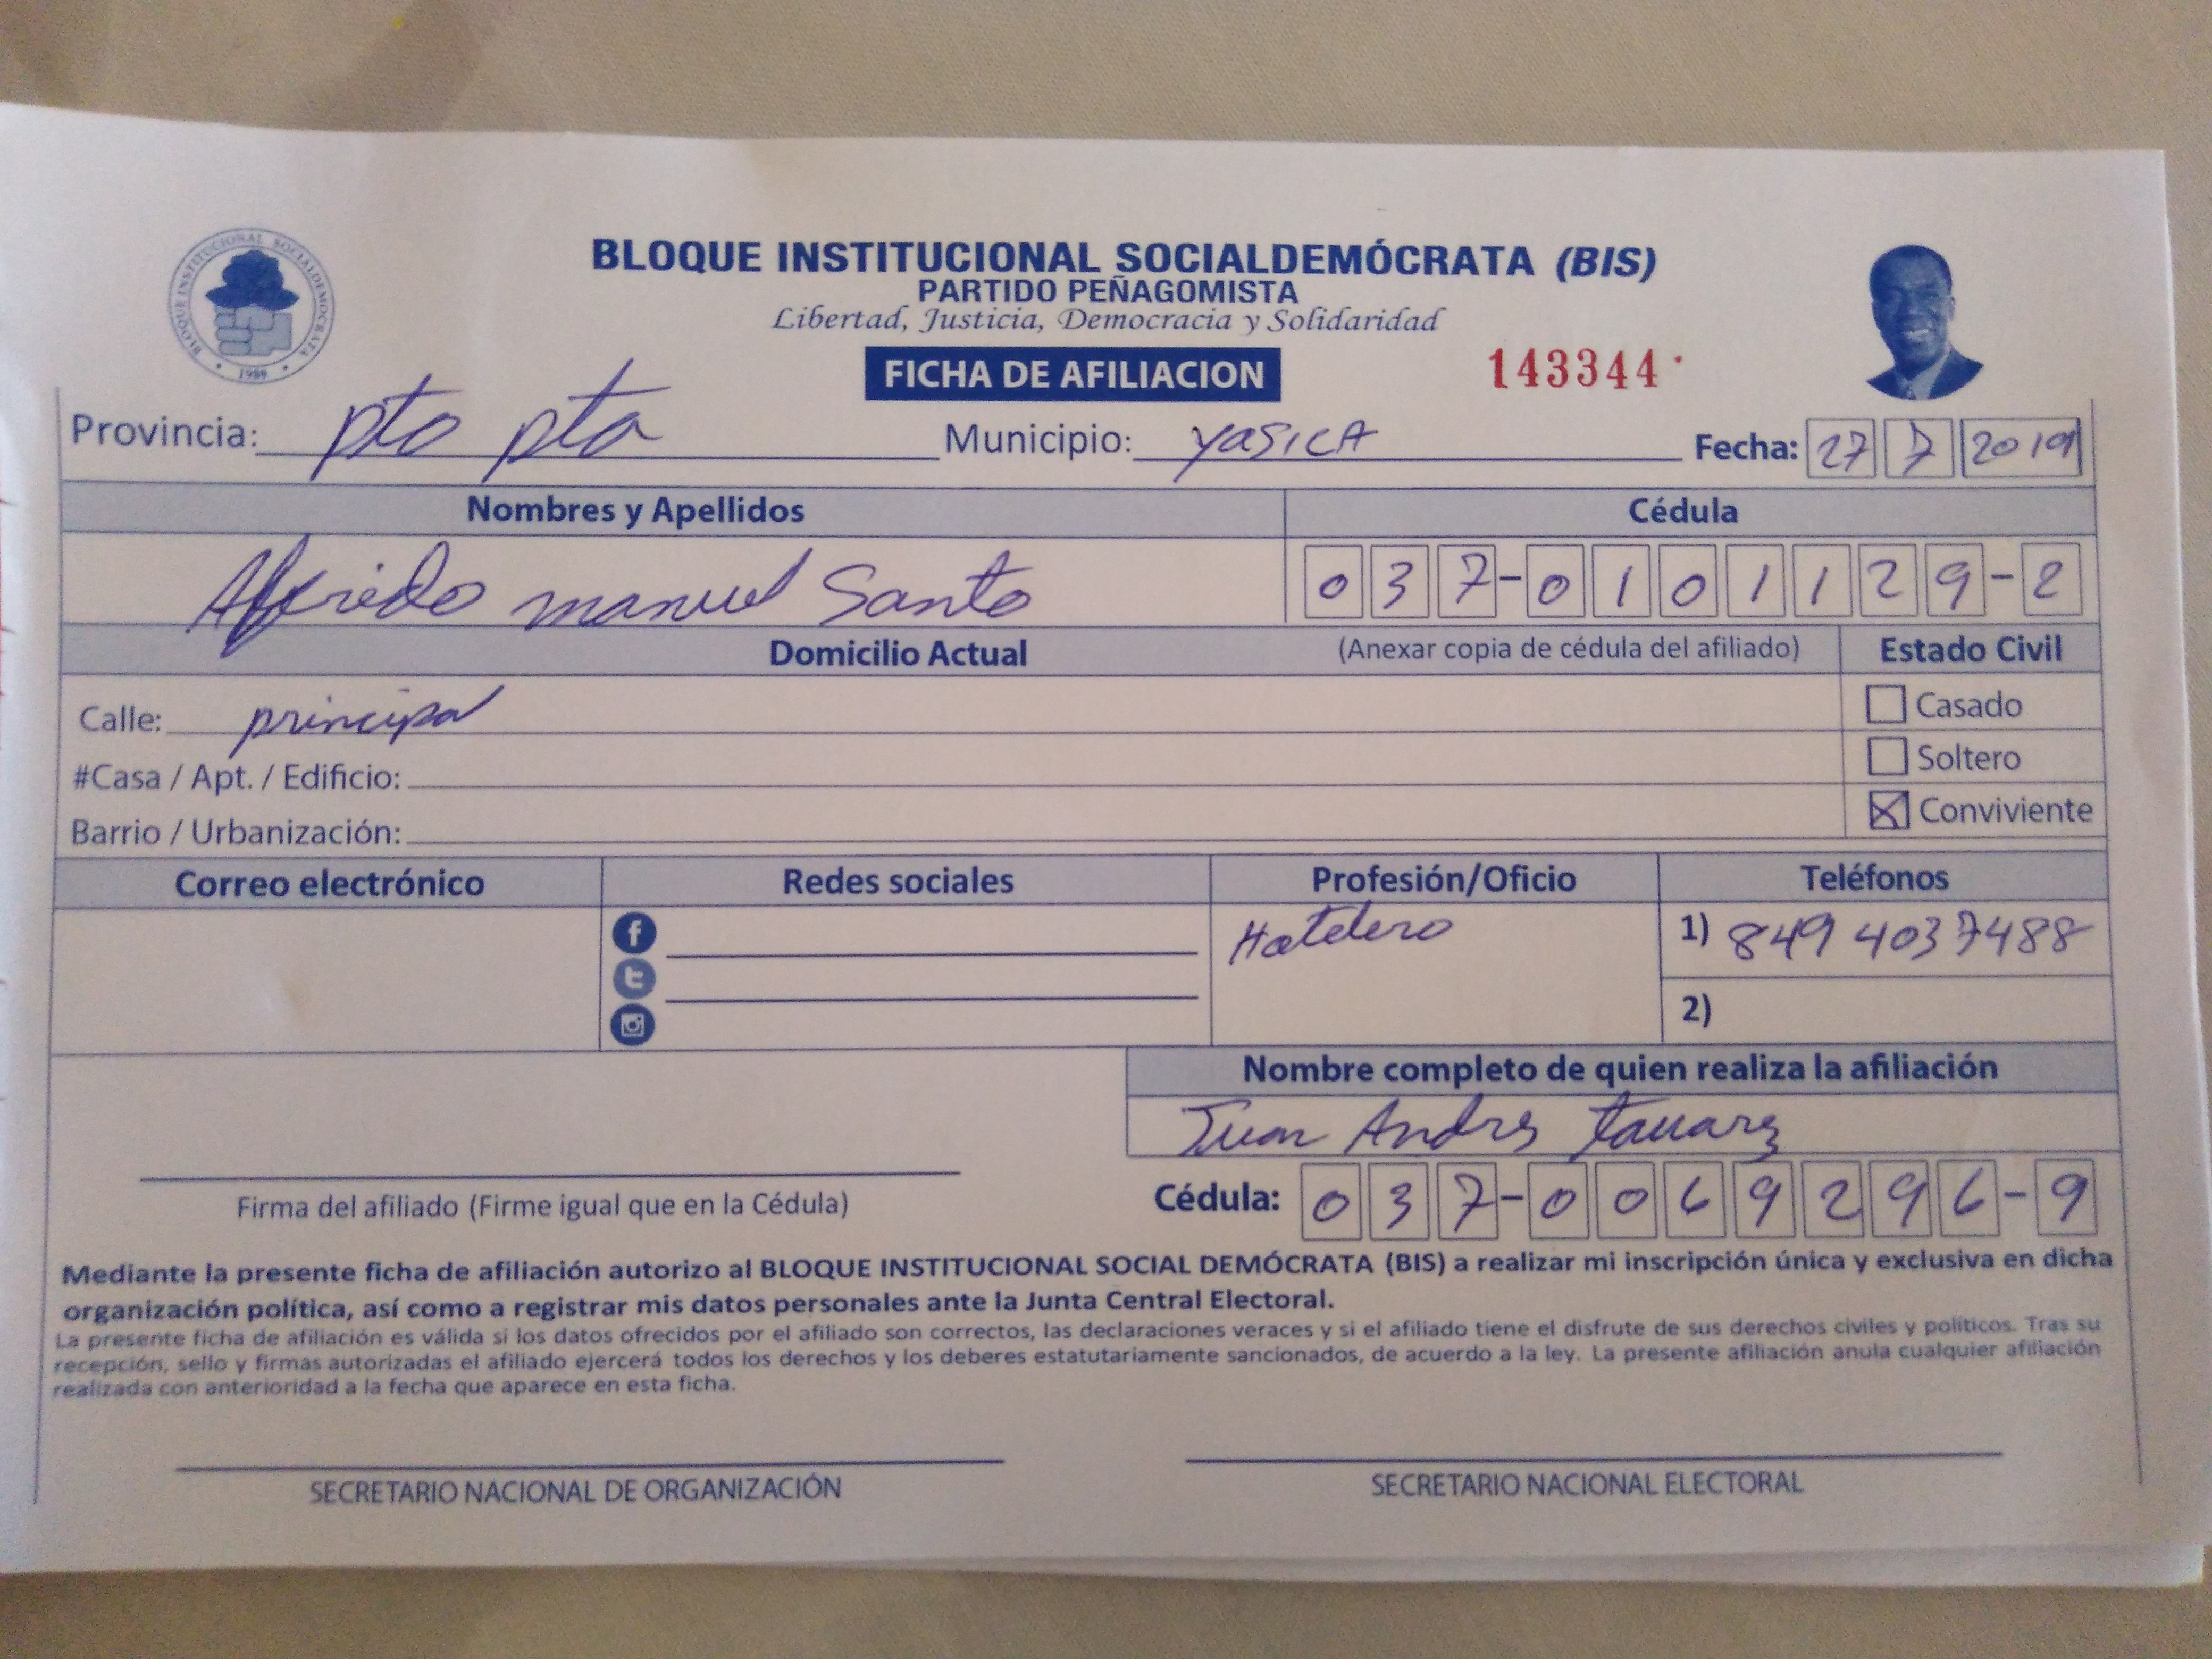 BLOQUE INSTITUCIONAL SOCIALDEMOCRATA
1989
BLOQUE INSTITUCIONAL SOCIALDEMÓCRATA (BIS)
PARTIDO PEÑAGOMISTA
Libertad, Justicia, Democracia y Solidaridad
FICHA DE AFILIACION 143344
Provincia: pto pta Municipio: yasica Fecha: 27 7 2019
Nombres y Apellidos Cédula
Alfredo manuel Santo 037-0101129-2
Domicilio Actual (Anexar copia de cédula del afiliado) Estado Civil
Calle: principal Casado
#Casa / Apt. / Edificio: Soltero
Barrio / Urbanización: Conviviente
Correo electrónico Redes sociales Profesión/Oficio Teléfonos
Hotelero 1) 849 4037488
2)
Nombre completo de quien realiza la afiliación
Juan Andres Tavarez
Firma del afiliado (Firme igual que en la Cédula) Cédula: 037-0069296-9
Mediante la presente ficha de afiliación autorizo al BLOQUE INSTITUCIONAL SOCIAL DEMÓCRATA (BIS) a realizar mi inscripción única y exclusiva en dicha
organización política, así como a registrar mis datos personales ante la Junta Central Electoral.
La presente ficha de afiliación es válida si los datos ofrecidos por el afiliado son correctos, las declaraciones veraces y si el afiliado tiene el disfrute de sus derechos civiles y políticos. Tras su
recepción, sello y firmas autorizadas el afiliado ejercerá todos los derechos y los deberes estatutariamente sancionados, de acuerdo a la ley. La presente afiliación anula cualquier afiliación
realizada con anterioridad a la fecha que aparece en esta ficha.
SECRETARIO NACIONAL DE ORGANIZACIÓN SECRETARIO NACIONAL ELECTORAL